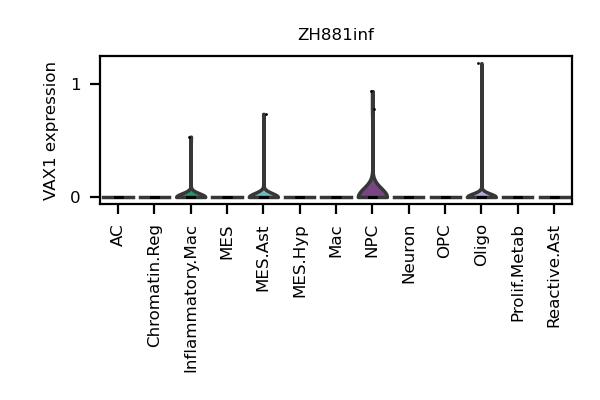 ZH881inf
VAX1 expression
1
0
AC
Chromatin.Reg
Inflammatory.Mac
MES
MES.Ast
MES.Hyp
Mac
NPC
Neuron
OPC
Oligo
Prolif.Metab
Reactive.Ast